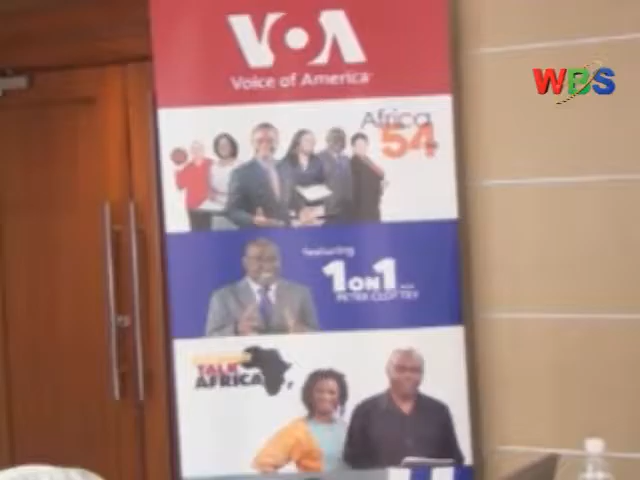 VOA
Voice of America
WBS
Africa
54
featuring
1ON1
PETER CLOTTEY
TALK
AFRICA